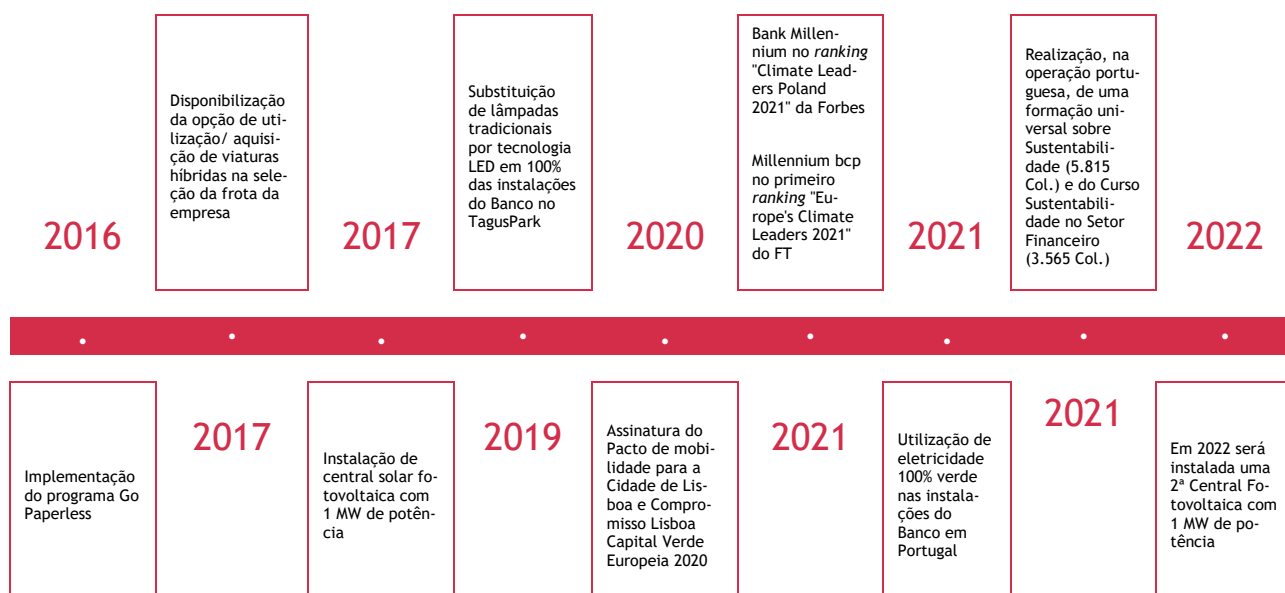 2016
Implementação
do programa Go
Paperless
Disponibilização
da opção de uti-
lização/ aquisi-
ção de viaturas
híbridas na sele-
ção da frota da
empresa
2017
2017
Instalação de
central solar fo-
tovoltaica com
1 MW de potên-
cia
Substituição
de lâmpadas
tradicionais
por tecnologia
LED em 100%
das instalações
do Banco no
TagusPark
2019
2020
Assinatura do
Pacto de mobi-
lidade para a
Cidade de Lis-
boa e Compro-
misso Lisboa
Capital Verde
Europeia 2020
Bank Millen-
nium no ranking
"Climate Lead-
ers Poland
2021" da Forbes
Millennium bcp
no primeiro
ranking "Eu-
rope's Climate
Leaders 2021"
do FT
2021
2021
Utilização de
eletricidade
100% verde
nas instala-
ções do
Banco em
Portugal
Realização, na
operação portu-
guesa, de uma
formação uni-
versal sobre
Sustentabili-
dade (5.815
Col.) e do Curso
Sustentabili-
dade no Setor
Financeiro
(3.565 Col.)
2021
2022
Em 2022 será
instalada uma
2ª Central Fo-
tovoltaica com
1 MW de po-
tência